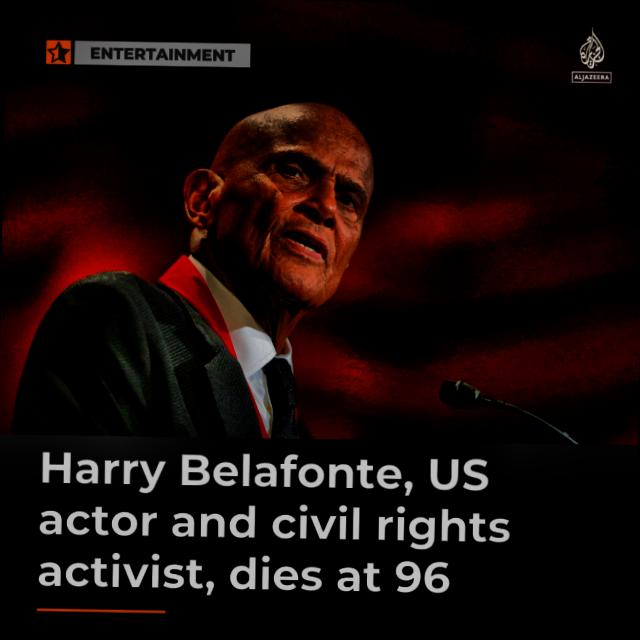 ENTERTAINMENT
ALJAZEERA
Harry Belafonte, US
actor and civil rights
activist, dies at 96